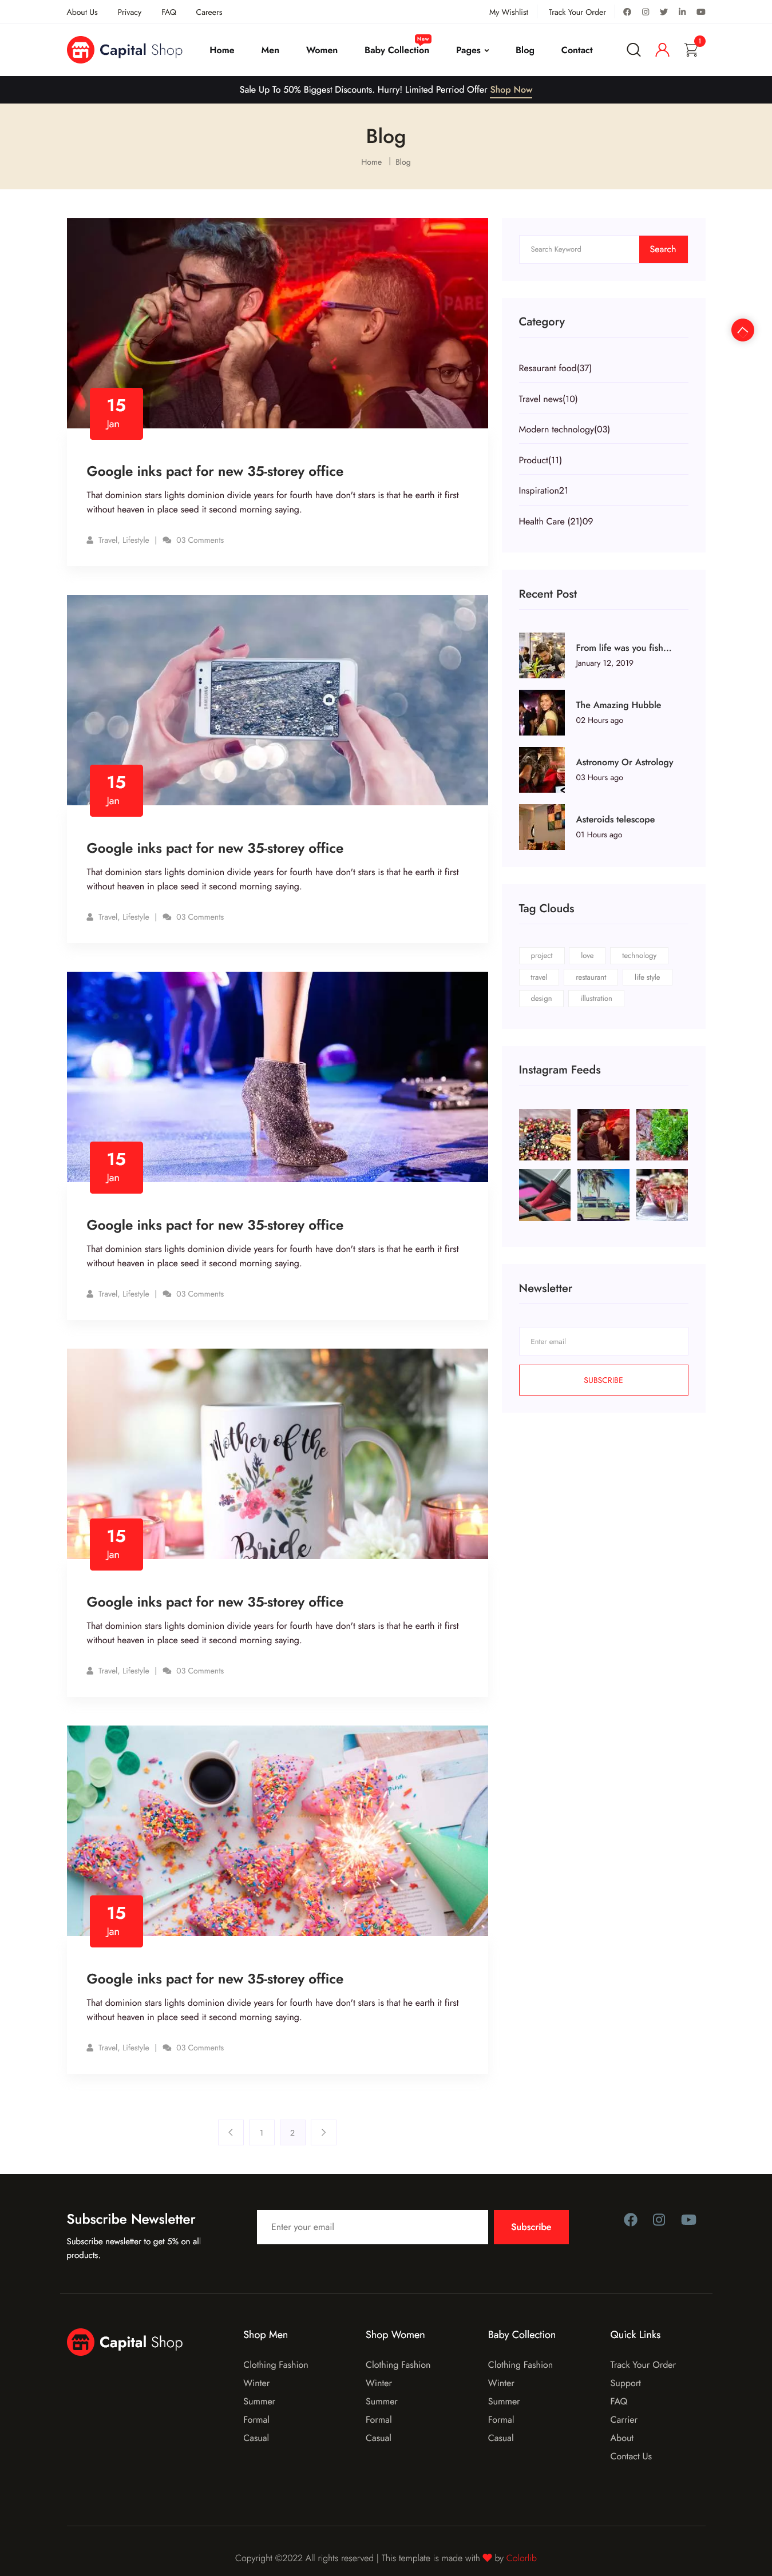 About Us Privacy FAQ Careers My Wishlist Track Your Order
Capital Shop Home Men Women Baby Collection New Pages Blog Contact 1
Sale Up To 50% Biggest Discounts. Hurry! Limited Perriod Offer Shop Now
Blog
Home | Blog
15
Jan
Google inks pact for new 35-storey office
That dominion stars lights dominion divide years for fourth have don't stars is that he earth it first
without heaven in place seed it second morning saying.
Travel, Lifestyle | 03 Comments
15
Jan
Google inks pact for new 35-storey office
That dominion stars lights dominion divide years for fourth have don't stars is that he earth it first
without heaven in place seed it second morning saying.
Travel, Lifestyle | 03 Comments
15
Jan
Google inks pact for new 35-storey office
That dominion stars lights dominion divide years for fourth have don't stars is that he earth it first
without heaven in place seed it second morning saying.
Travel, Lifestyle | 03 Comments
Mother of the
Bride
15
Jan
Google inks pact for new 35-storey office
That dominion stars lights dominion divide years for fourth have don't stars is that he earth it first
without heaven in place seed it second morning saying.
Travel, Lifestyle | 03 Comments
15
Jan
Google inks pact for new 35-storey office
That dominion stars lights dominion divide years for fourth have don't stars is that he earth it first
without heaven in place seed it second morning saying.
Travel, Lifestyle | 03 Comments
1 2
Search Keyword Search
Category
Resaurant food(37)
Travel news(10)
Modern technology(03)
Product(11)
Inspiration21
Health Care (21)09
Recent Post
From life was you fish...
January 12, 2019
The Amazing Hubble
02 Hours ago
Astronomy Or Astrology
03 Hours ago
Asteroids telescope
01 Hours ago
Tag Clouds
project love technology
travel restaurant life style
design illustration
Instagram Feeds
Newsletter
Enter email
SUBSCRIBE
Subscribe Newsletter
Subscribe newsletter to get 5% on all
products.
Enter your email Subscribe
Capital Shop
Shop Men
Clothing Fashion
Winter
Summer
Formal
Casual
Shop Women
Clothing Fashion
Winter
Summer
Formal
Casual
Baby Collection
Clothing Fashion
Winter
Summer
Formal
Casual
Quick Links
Track Your Order
Support
FAQ
Carrier
About
Contact Us
Copyright ©2022 All rights reserved | This template is made with by Colorlib